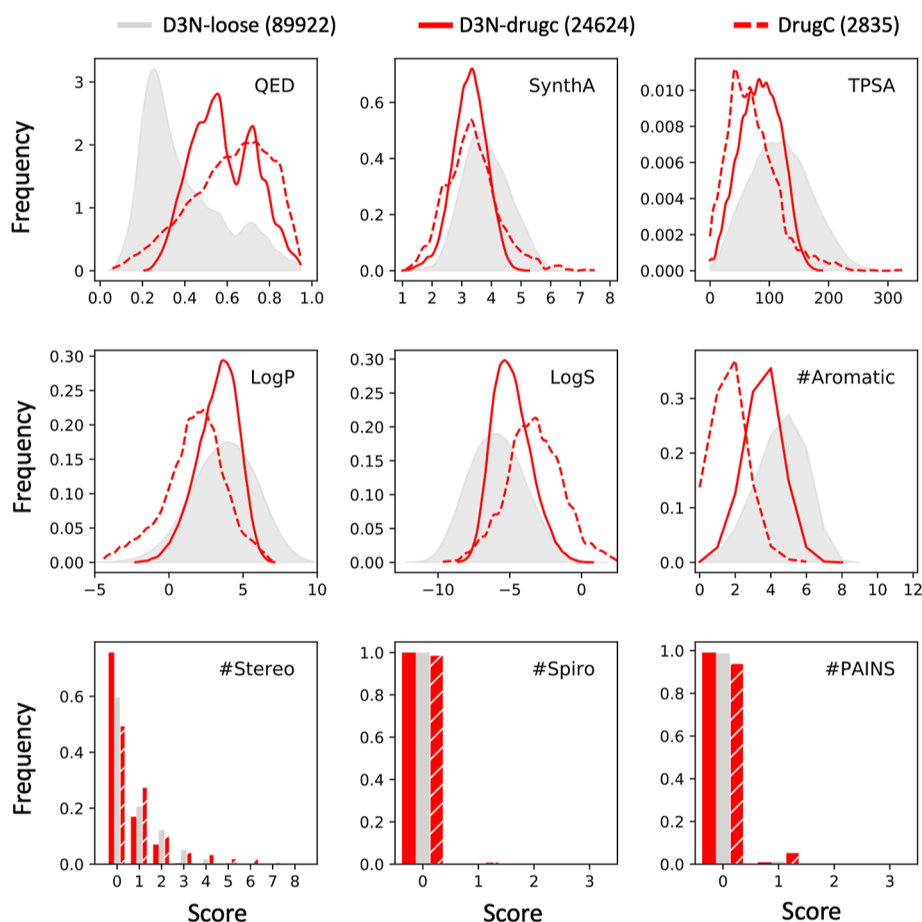 D3N-loose (89922) D3N-drugc (24624) DrugC (2835)
QED SynthA TPSA
Frequency
3
2
1
0
0.0 0.2 0.4 0.6 0.8 1.0
0.6
0.4
0.2
0.0
1 2 3 4 5 6 7 8
0.010
0.008
0.006
0.004
0.002
0.000
0 100 200 300
LogP LogS #Aromatic
Frequency
0.30
0.25
0.20
0.15
0.10
0.05
0.00
−5 0 5 10
0.30
0.25
0.20
0.15
0.10
0.05
0.00
−10 −5 0
0.3
0.2
0.1
0.0
0 2 4 6 8 10 12
#Stereo #Spiro #PAINS
Frequency
0.6
0.4
0.2
0.0
0 1 2 3 4 5 6 7 8
1.0
0.8
0.6
0.4
0.2
0.0
0 1 2 3
1.0
0.8
0.6
0.4
0.2
0.0
0 1 2 3
Score Score Score